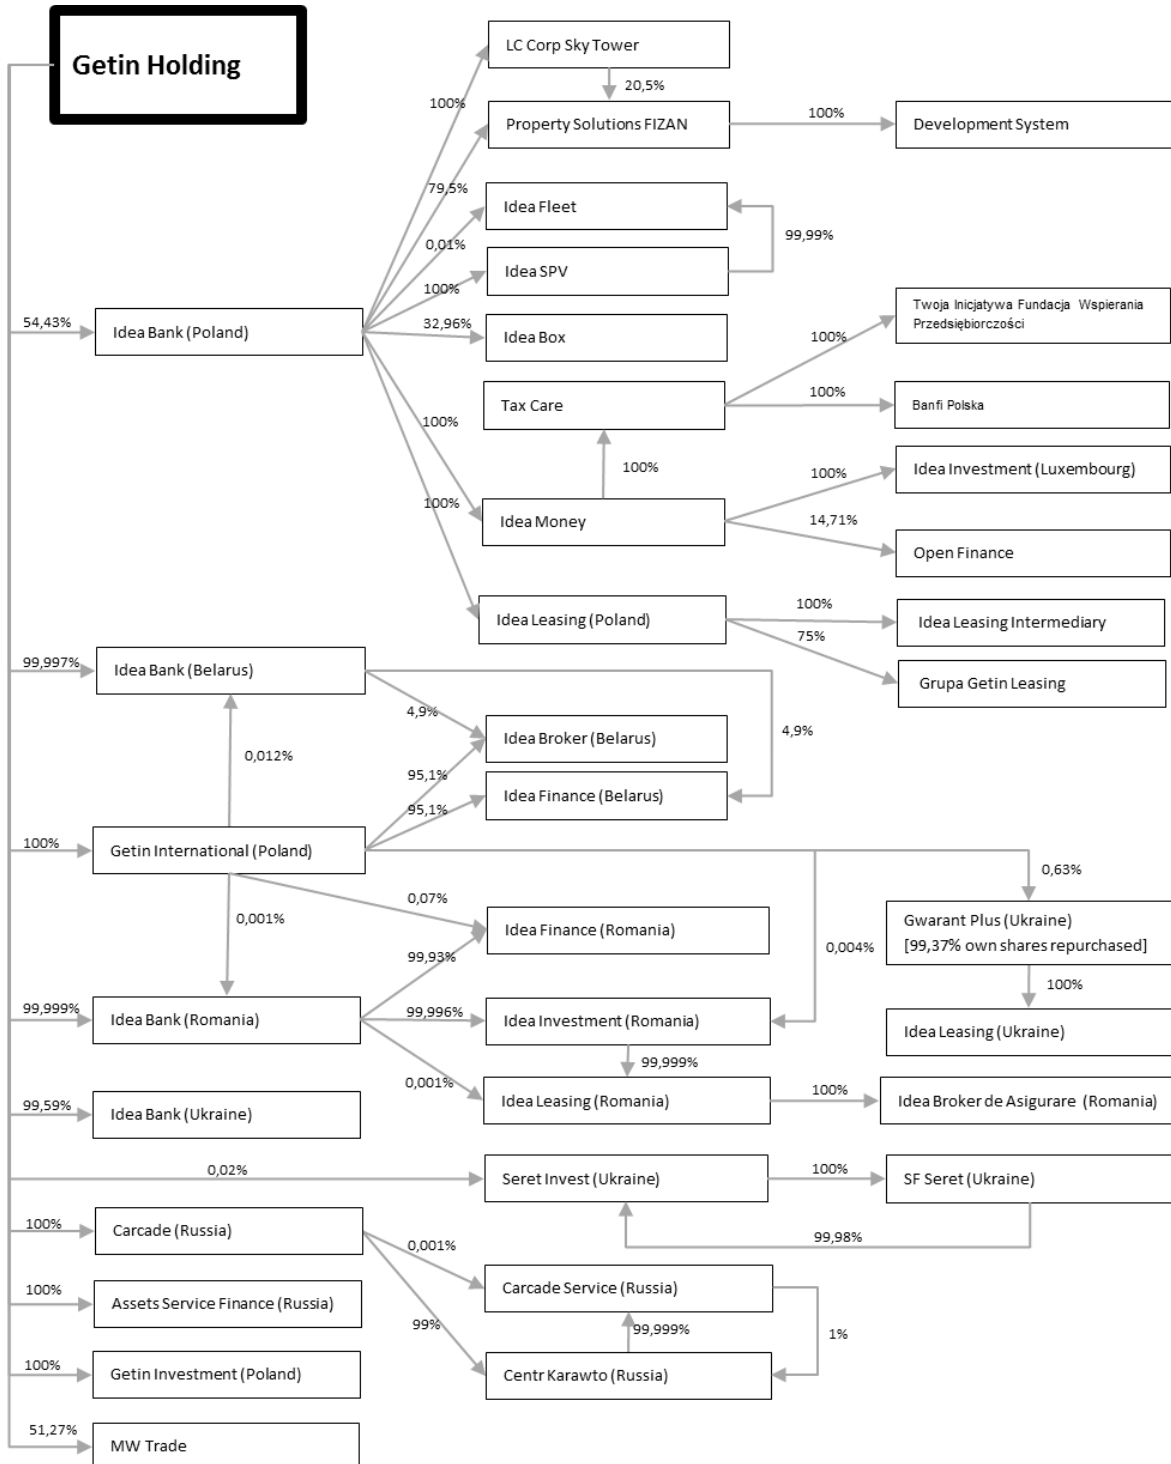 Getin Holding
LC Corp Sky Tower
20,5%
100%
Property Solutions FIZAN
100%
Development System
79,5%
Idea Fleet
0,01%
99,99%
Idea SPV
100%
54,43%
Idea Bank (Poland)
32,96%
Idea Box
Twoja Inicjatywa Fundacja Wspierania
Przedsiębiorczości
100%
Tax Care
100%
Banfi Polska
100%
100%
100%
Idea Investment (Luxembourg)
100%
Idea Money
14,71%
Open Finance
Idea Leasing (Poland)
100%
Idea Leasing Intermediary
75%
Grupa Getin Leasing
99,997%
Idea Bank (Belarus)
4,9%
Idea Broker (Belarus)
4,9%
0,012%
95,1%
Idea Finance (Belarus)
95,1%
100%
Getin International (Poland)
0,63%
0,07%
0,001%
Idea Finance (Romania)
Gwarant Plus (Ukraine)
[99,37% own shares repurchased]
99,93%
0,004%
100%
99,999%
Idea Bank (Romania)
99,996%
Idea Investment (Romania)
Idea Leasing (Ukraine)
99,999%
0,001%
Idea Leasing (Romania)
100%
Idea Broker de Asigurare (Romania)
99,59%
Idea Bank (Ukraine)
0,02%
Seret Invest (Ukraine)
100%
SF Seret (Ukraine)
99,98%
100%
Carcade (Russia)
0,001%
Carcade Service (Russia)
100%
Assets Service Finance (Russia)
99%
99,999%
1%
100%
Getin Investment (Poland)
Centr Karawto (Russia)
51,27%
MW Trade